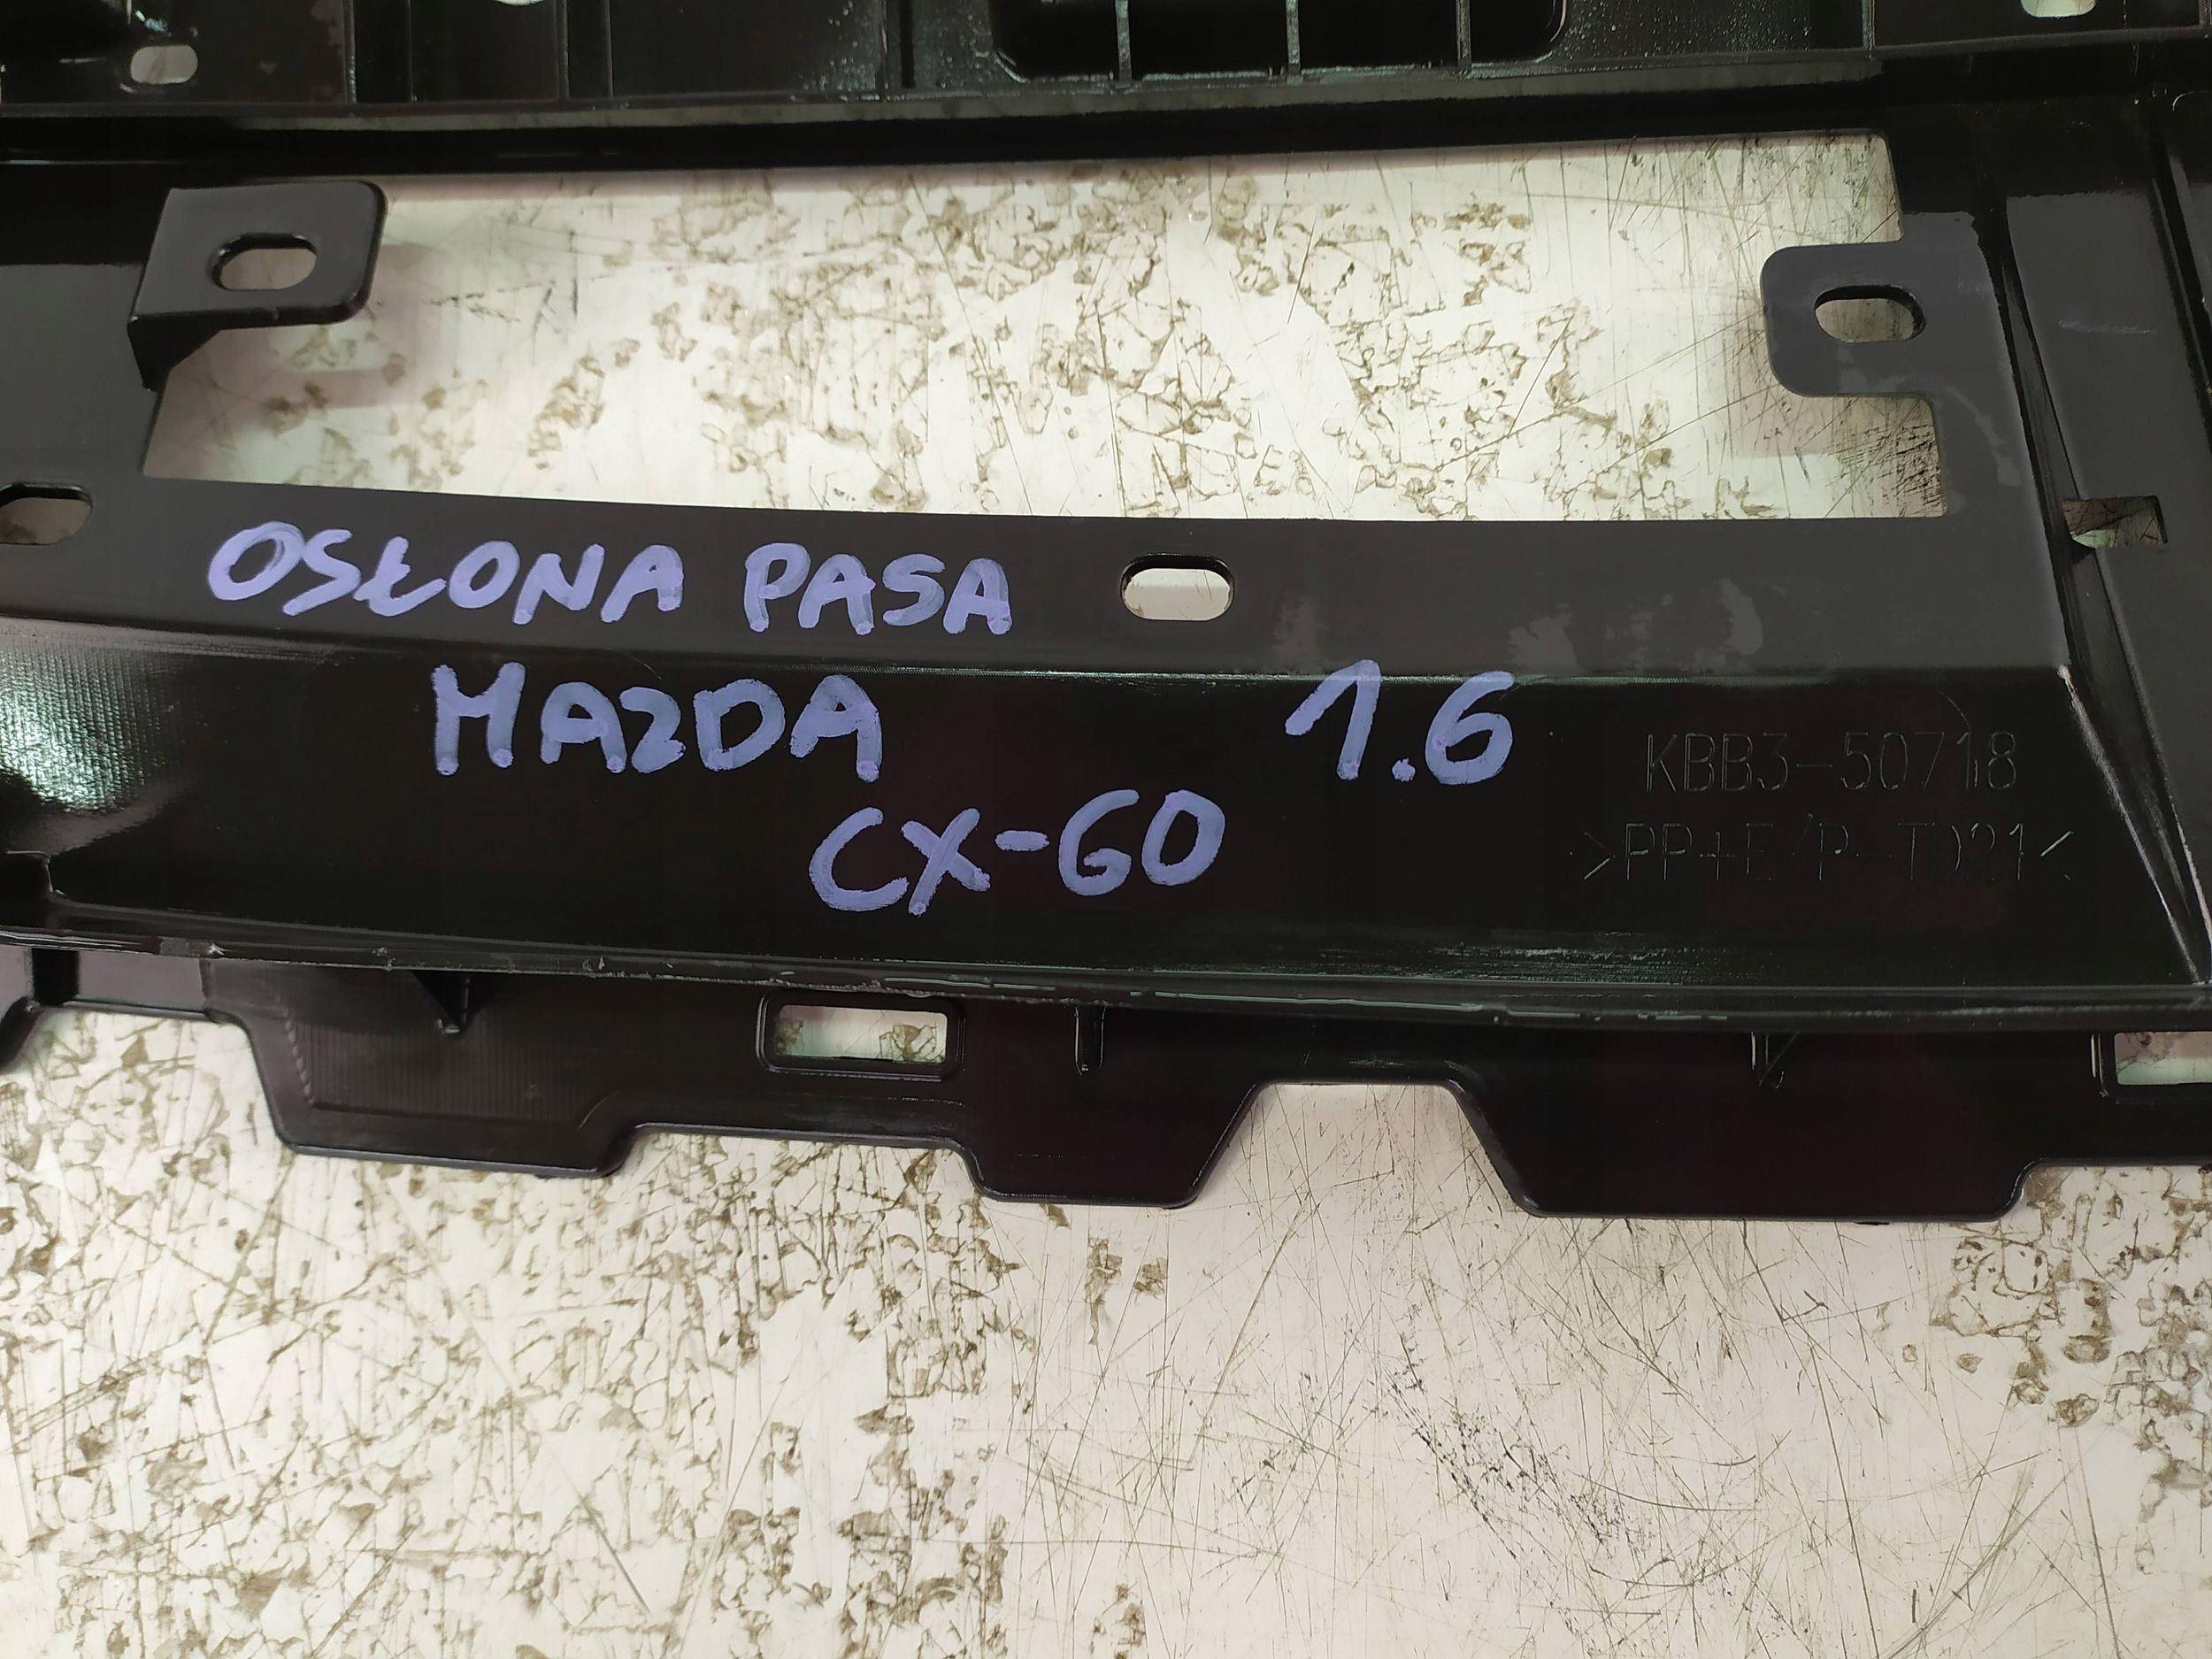 OSŁONA PASA
MAZDA 1.6
CX-60
KBB3-50718
>PP+E/P-TD21<